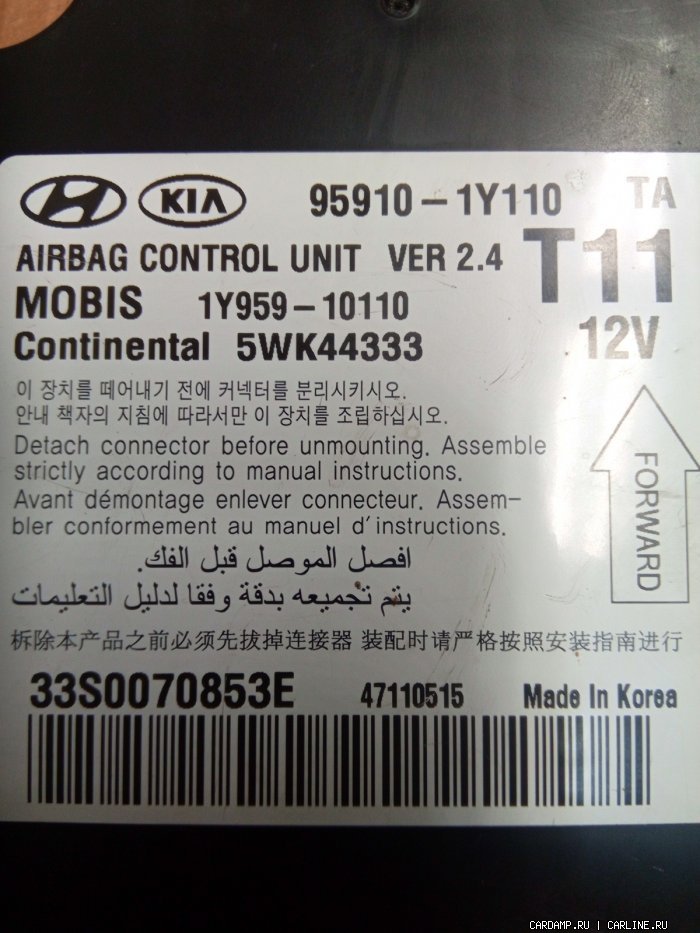 HYUNDAI KIA 95910-1Y110 TA
AIRBAG CONTROL UNIT VER 2.4 T11
MOBIS 1Y959-10110
Continental 5WK44333 12V
이 장치를 떼어내기 전에 커넥터를 분리시키시오.
안내 책자의 지침에 따라서만 이 장치를 조립하십시오.
Detach connector before unmounting. Assemble
strictly according to manual instructions.
Avant démontage enlever connecteur. Assem-
bler conformement au manuel d'instructions.
FORWARD
افصل الموصل قبل الفك.
يتم تجميعه بدقة وفقا لدليل التعليمات
拆除本产品之前必须先拔掉连接器 装配时请严格按照安装指南进行
33S0070853E 47110515 Made In Korea
CARDAMP.RU | CARLINE.RU